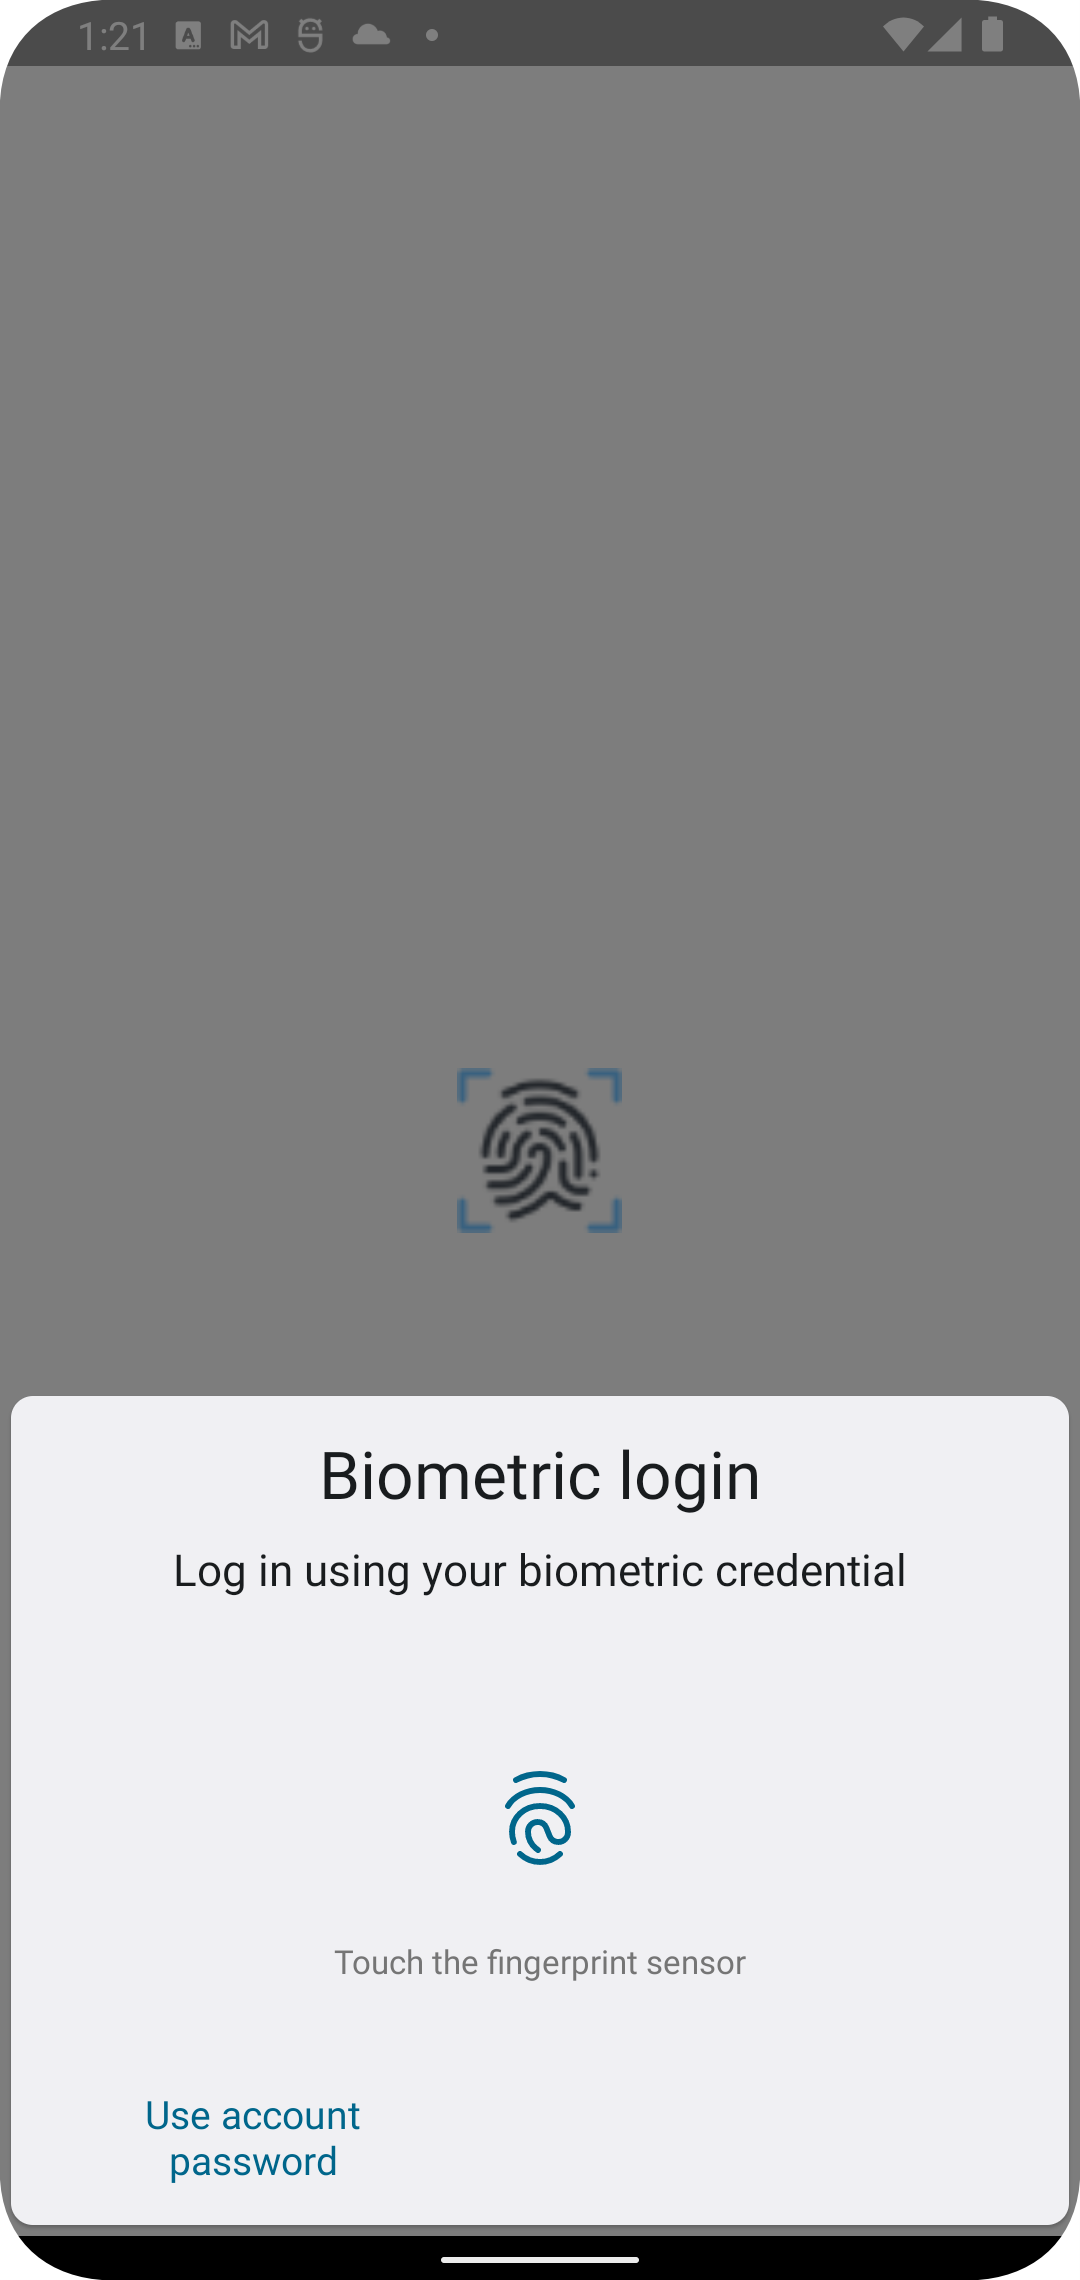 1:21
Biometric login
Log in using your biometric credential
Touch the fingerprint sensor
Use account
password